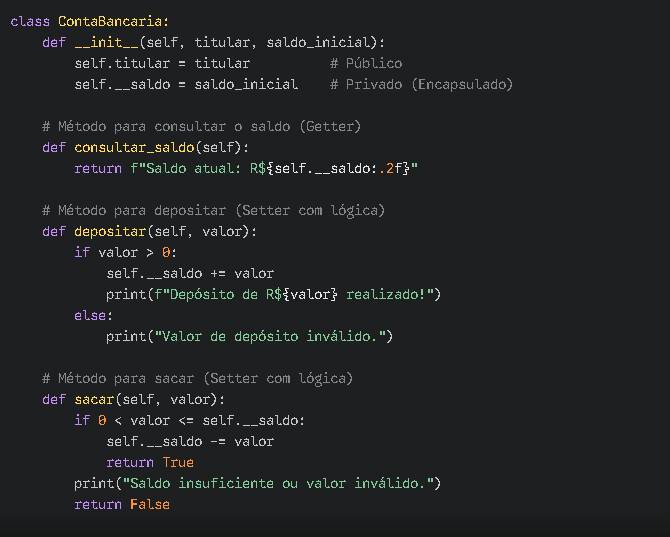 class ContaBancaria:
    def __init__(self, titular, saldo_inicial):
        self.titular = titular          # Público
        self.__saldo = saldo_inicial    # Privado (Encapsulado)

    # Método para consultar o saldo (Getter)
    def consultar_saldo(self):
        return f"Saldo atual: R${self.__saldo:.2f}"

    # Método para depositar (Setter com lógica)
    def depositar(self, valor):
        if valor > 0:
            self.__saldo += valor
            print(f"Depósito de R${valor} realizado!")
        else:
            print("Valor de depósito inválido.")

    # Método para sacar (Setter com lógica)
    def sacar(self, valor):
        if 0 < valor <= self.__saldo:
            self.__saldo -= valor
            return True
        print("Saldo insuficiente ou valor inválido.")
        return False